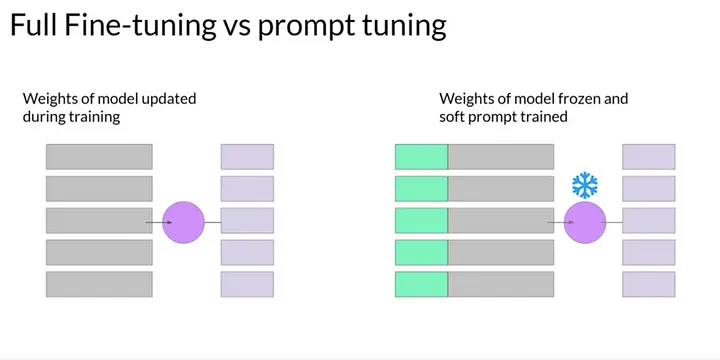 Full Fine-tuning vs prompt tuning
Weights of model updated
during training
Weights of model frozen and
soft prompt trained